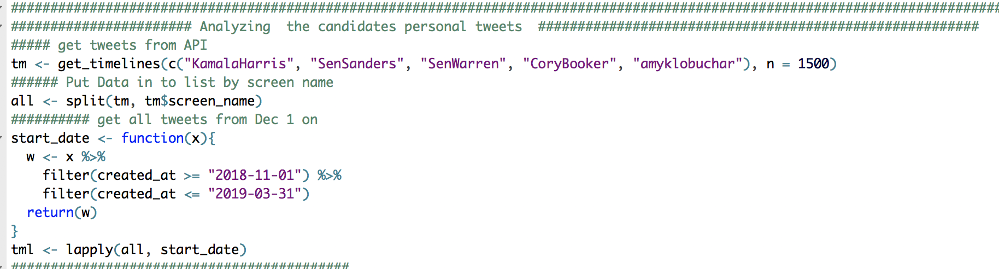 ##############################################################################################################################
####################### Analyzing  the candidates personal tweets  ########################################################
##### get tweets from API
tm <- get_timelines(c("KamalaHarris", "SenSanders", "SenWarren", "CoryBooker", "amyklobuchar"), n = 1500)
###### Put Data in to list by screen name
all <- split(tm, tm$screen_name)
########## get all tweets from Dec 1 on
start_date <- function(x){
  w <- x %>%
    filter(created_at >= "2018-11-01") %>%
    filter(created_at <= "2019-03-31")
  return(w)
}
tml <- lapply(all, start_date)
###########################################